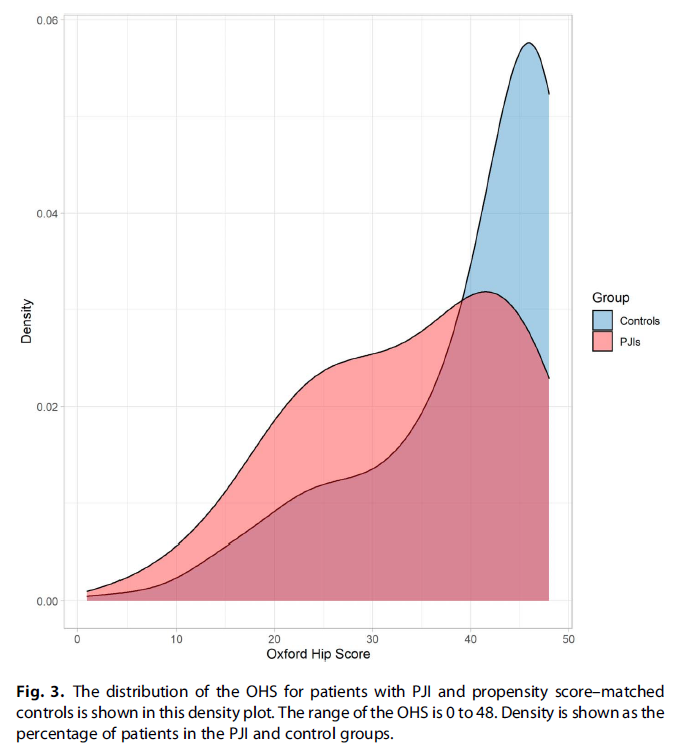 0.06
0.04
0.02
0.00
Density
0 10 20 30 40 50
Oxford Hip Score
Group
Controls
PJIs
Fig. 3. The distribution of the OHS for patients with PJI and propensity score–matched
controls is shown in this density plot. The range of the OHS is 0 to 48. Density is shown as the
percentage of patients in the PJI and control groups.